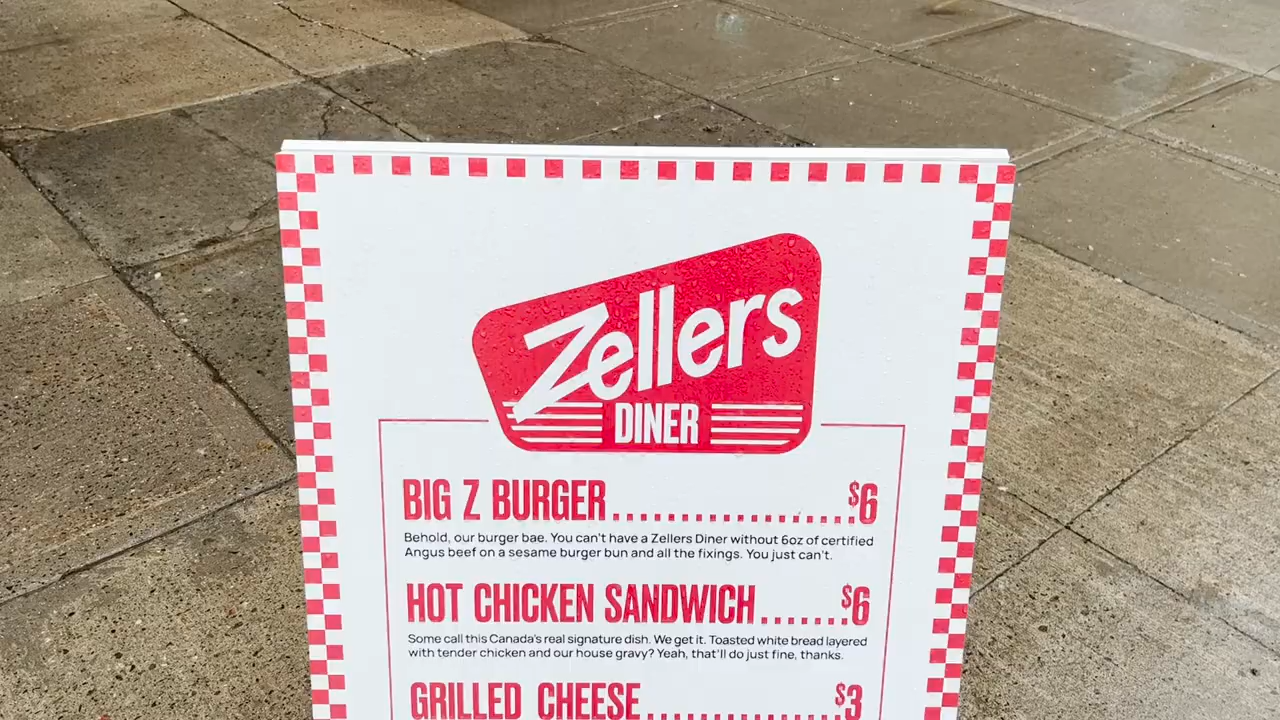 Zellers
DINER
BIG Z BURGER........................$6
Behold, our burger bae. You can't have a Zellers Diner without 6oz of certified
Angus beef on a sesame burger bun and all the fixings. You just can't.
HOT CHICKEN SANDWICH.......$6
Some call this Canada's real signature dish. We get it. Toasted white bread layered
with tender chicken and our house gravy? Yeah, that'll do just fine, thanks.
GRILLED CHEESE...................$3